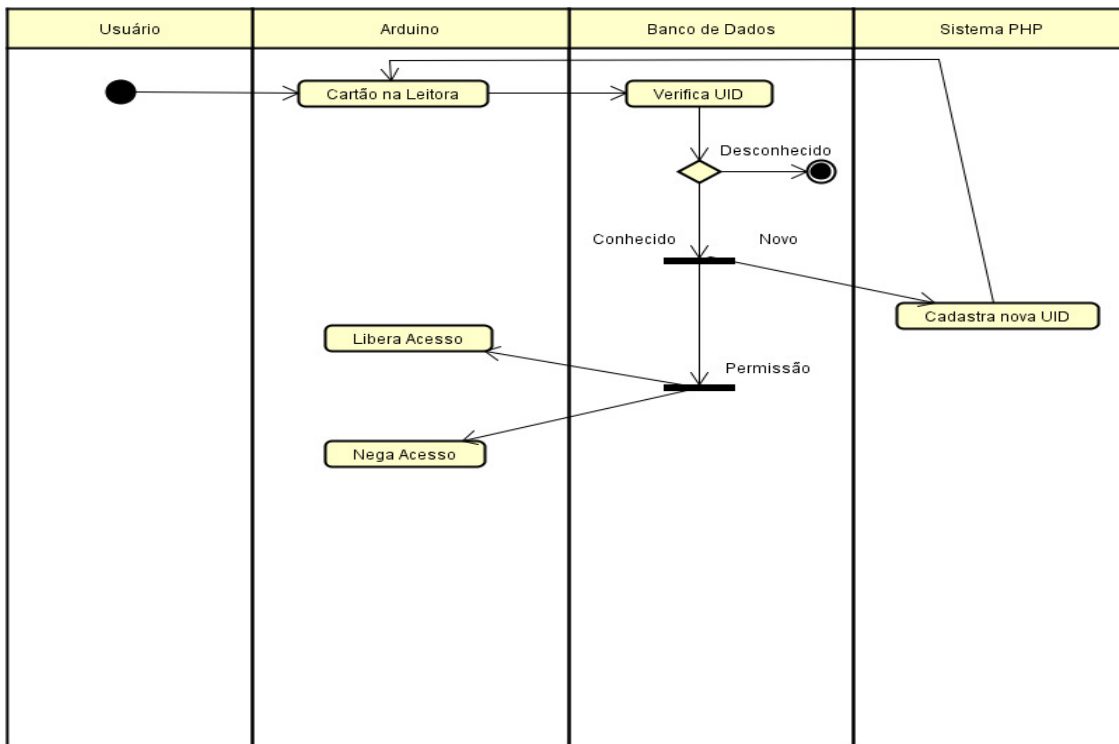 Usuário
Arduino
Banco de Dados
Sistema PHP
Cartão na Leitora
Verifica UID
Desconhecido
Conhecido
Novo
Cadastra nova UID
Libera Acesso
Permissão
Nega Acesso